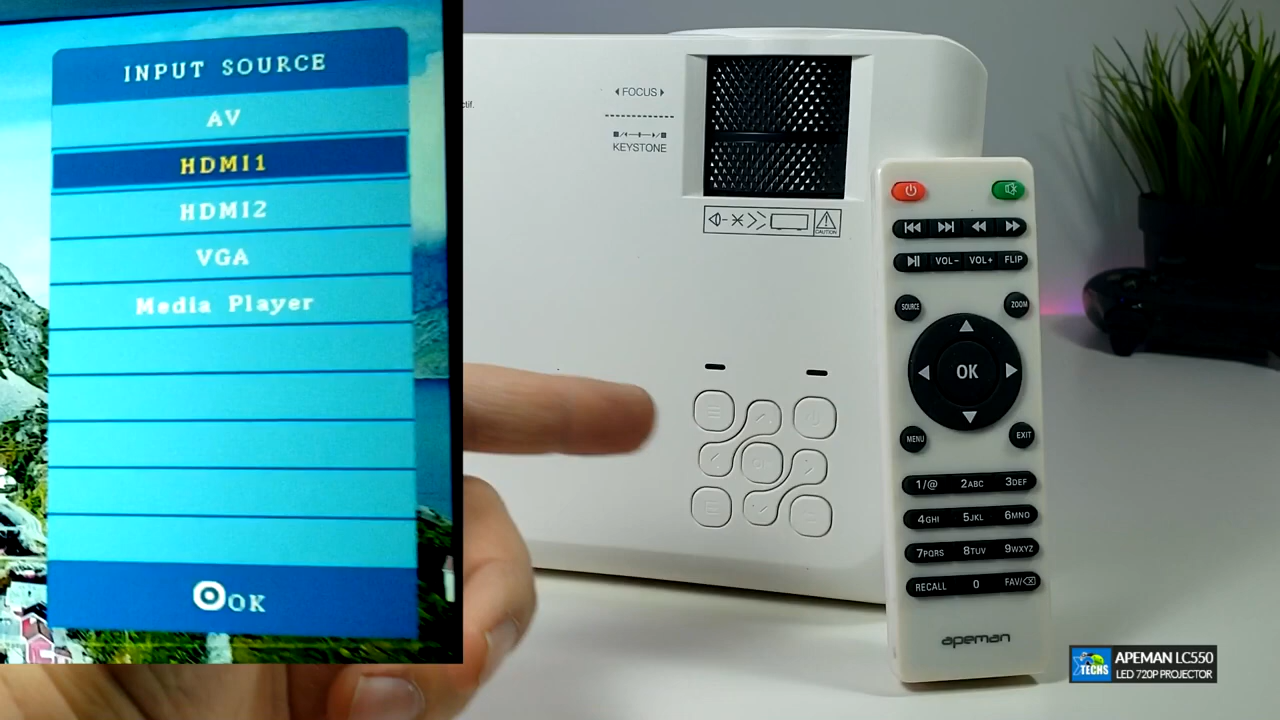 INPUT SOURCE
AV
HDMI1
HDMI2
VGA
Media Player
OK
ctif.
FOCUS
KEYSTONE
CAUTION
VOL- VOL+ FLIP
SOURCE ZOOM
OK
MENU EXIT
1/@ 2ABC 3DEF
4GHI 5JKL 6MNO
7PQRS 8TUV 9WXYZ
RECALL 0 FAV/
apeman
TECHS
APEMAN LC550
LED 720P PROJECTOR